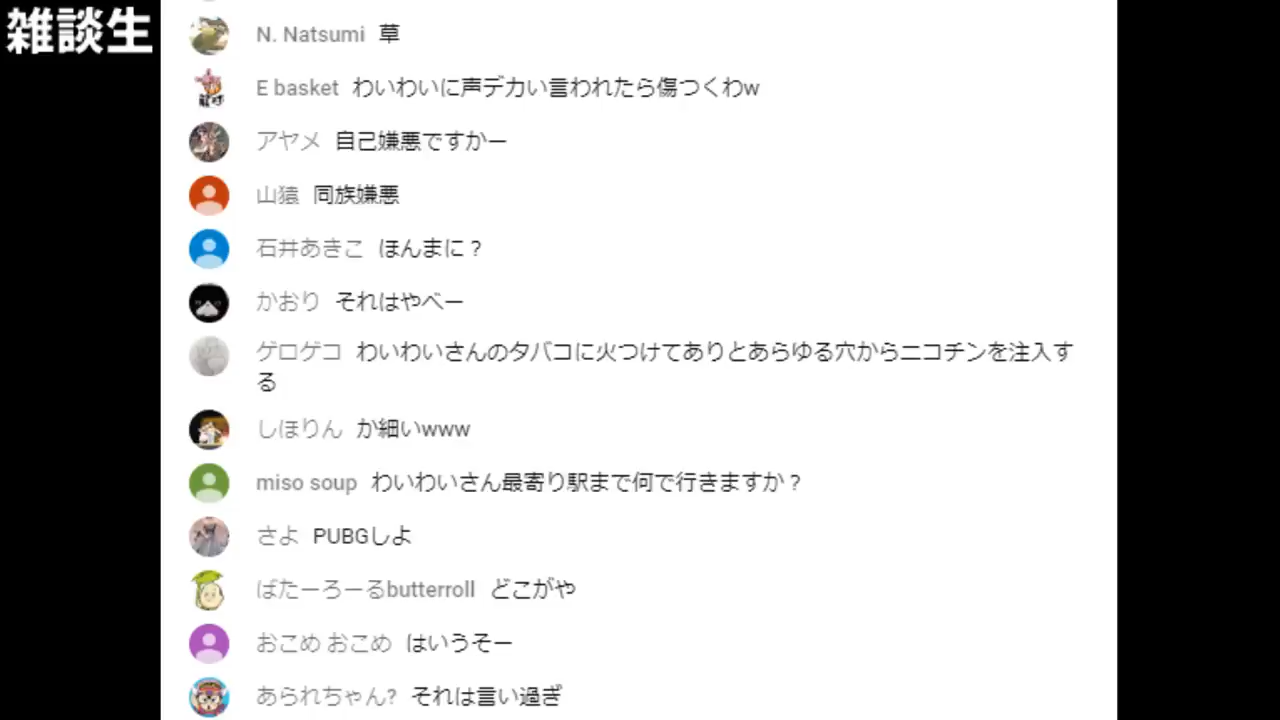 雑談生
N. Natsumi 草
E basket わいわいに声デカい言われたら傷つくわw
アヤメ 自己嫌悪ですかー
山猿 同族嫌悪
石井あきこ ほんまに？
かおり それはやべー
ゲロゲコ わいわいさんのタバコに火つけてありとあらゆる穴からニコチンを注入す
る
しほりん か細いwww
miso soup わいわいさん最寄り駅まで何で行きますか？
さよ PUBGしよ
ばたーろーるbutterroll どこがや
おこめ おこめ はいうそー
あられちゃん? それは言い過ぎ